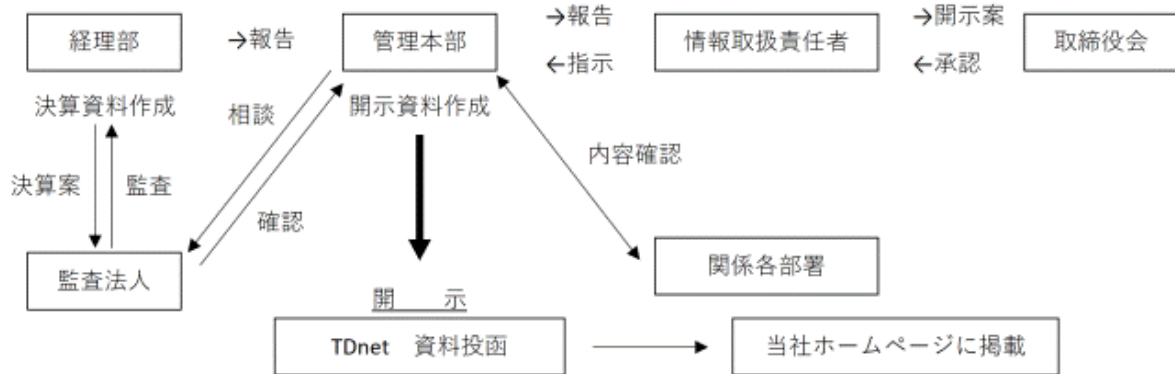 経理部 →報告 管理本部 →報告 情報取扱責任者 →開示案 取締役会
←指示 ←承認
決算資料作成 相談 開示資料作成
内容確認
決算案 監査
確認
監査法人 関係各部署
開 示
TDnet 資料投函 当社ホームページに掲載